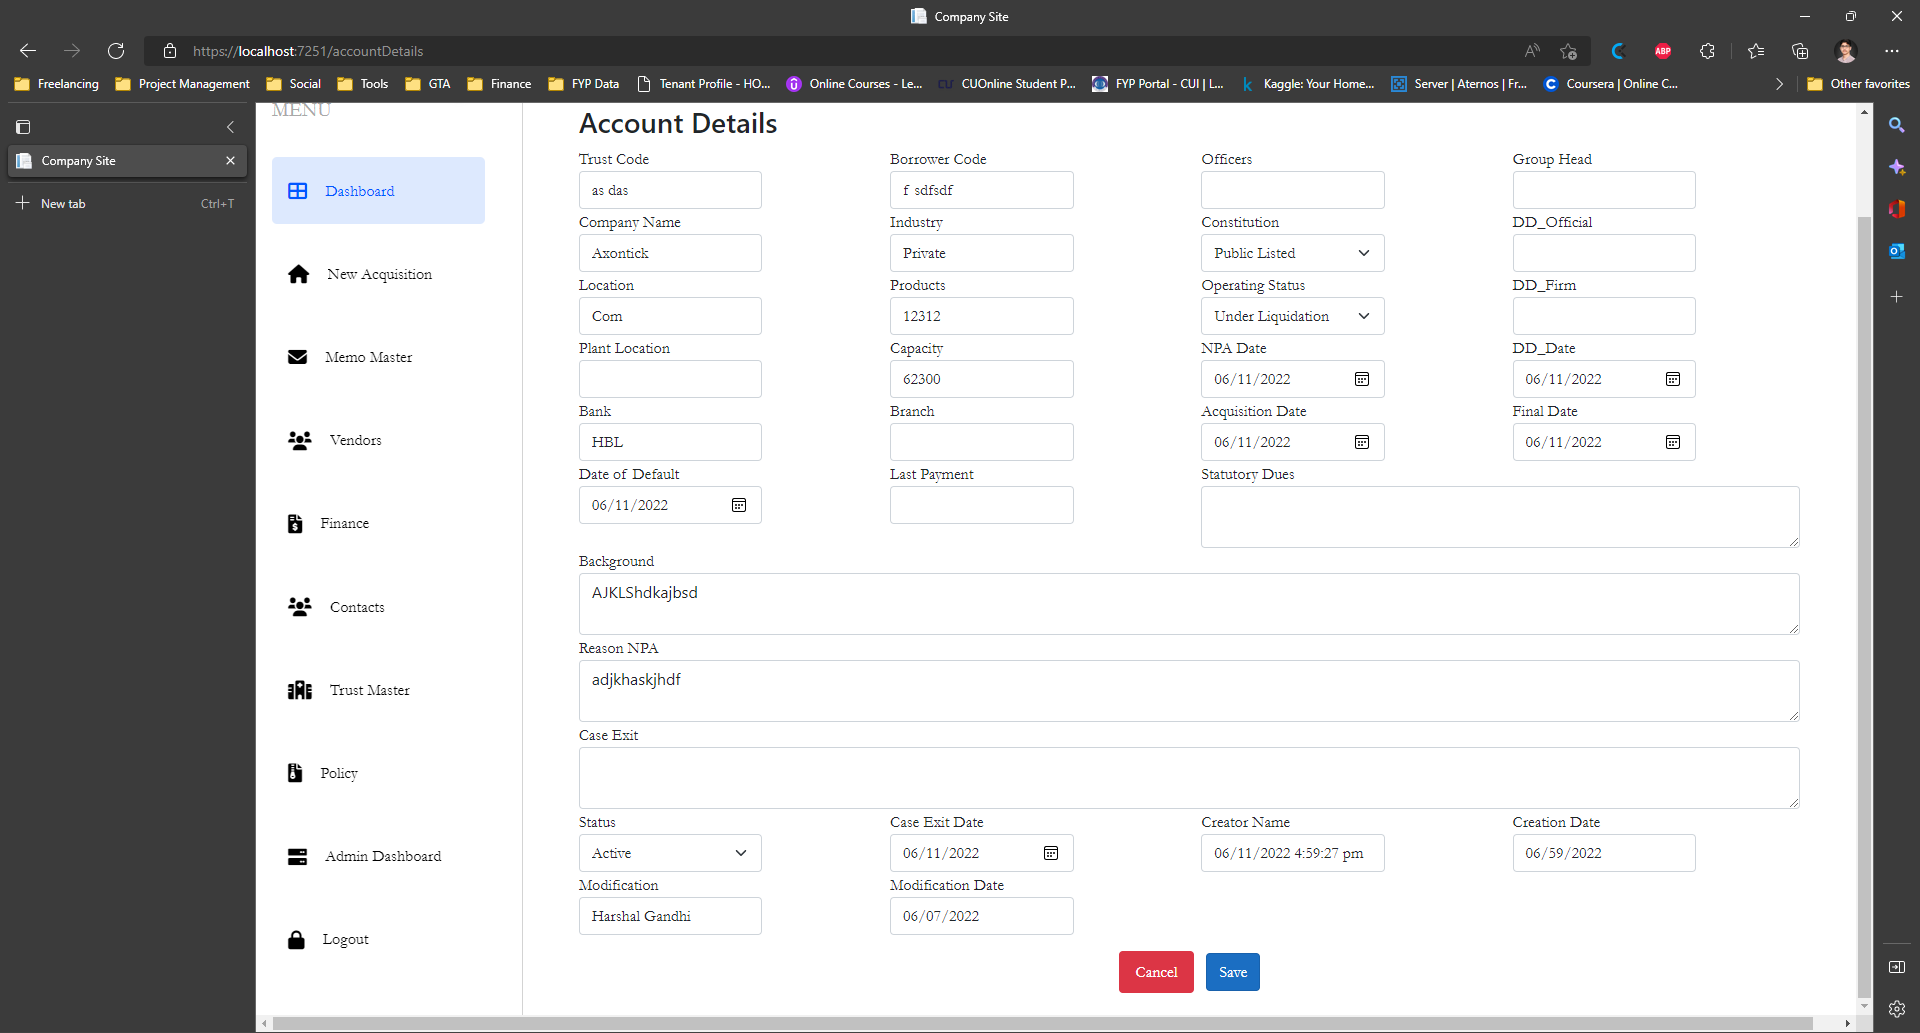 Company Site
https://localhost:7251/accountDetails
Freelancing Project Management Social Tools GTA Finance FYP Data Tenant Profile - HO... Online Courses - Le... CUOnline Student P... FYP Portal - CUI | L... Kaggle: Your Home... Server | Aternos | Fr... Coursera | Online C... Other favorites
Company Site
New tab Ctrl+T
MENU
Dashboard
New Acquisition
Memo Master
Vendors
Finance
Contacts
Trust Master
Policy
Admin Dashboard
Logout
Account Details
Trust Code Borrower Code Officers Group Head
as das f sdfsdf
Company Name Industry Constitution DD_Official
Axontick Private Public Listed
Location Products Operating Status DD_Firm
Com 12312 Under Liquidation
Plant Location Capacity NPA Date DD_Date
62300 06/11/2022 06/11/2022
Bank Branch Acquisition Date Final Date
HBL 06/11/2022 06/11/2022
Date of Default Last Payment Statutory Dues
06/11/2022
Background
AJKLShdkajbsd
Reason NPA
adjkhaskjhdf
Case Exit
Status Case Exit Date Creator Name Creation Date
Active 06/11/2022 06/11/2022 4:59:27 pm 06/59/2022
Modification Modification Date
Harshal Gandhi 06/07/2022
Cancel Save